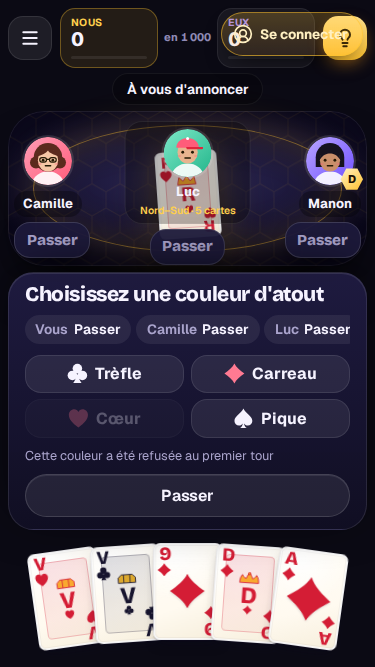 NOUS
0
en 1 000
EUX
0
Se connecter
À vous d'annoncer
Camille
Luc
Nord–Sud · 5 cartes
Manon
D
Passer
Passer
Passer
Choisissez une couleur d'atout
Vous Passer
Camille Passer
Luc Passer
Trèfle
Carreau
Cœur
Pique
Cette couleur a été refusée au premier tour
Passer
V
V
V
V
9
9
D
D
A
A